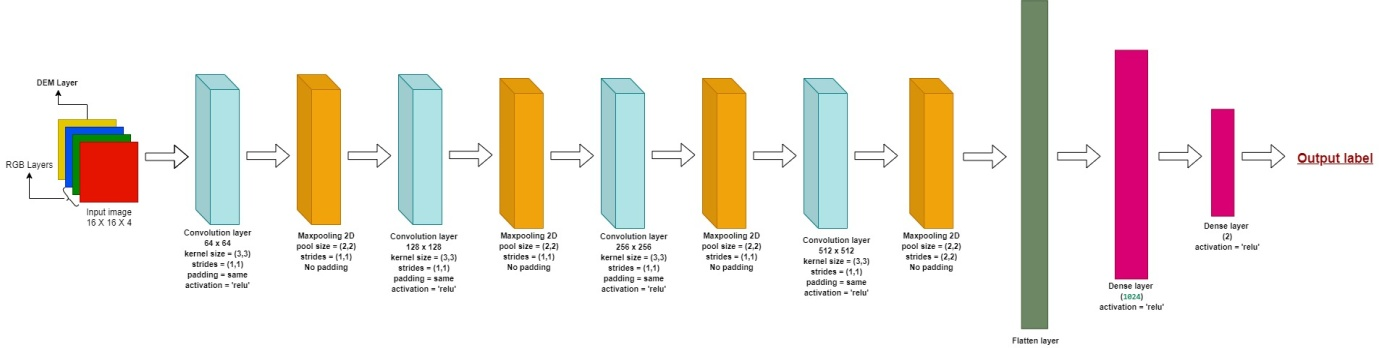 DEM Layer
RGB Layers
Input image
16 X 16 X 4
Convolution layer
64 x 64
kernel size = (3,3)
strides = (1,1)
padding = same
activation = 'relu'
Maxpooling 2D
pool size = (2,2)
strides = (1,1)
No padding
Convolution layer
128 x 128
kernel size = (3,3)
strides = (1,1)
padding = same
activation = 'relu'
Maxpooling 2D
pool size = (2,2)
strides = (1,1)
No padding
Convolution layer
256 x 256
kernel size = (3,3)
strides = (1,1)
padding = same
activation = 'relu'
Maxpooling 2D
pool size = (2,2)
strides = (1,1)
No padding
Convolution layer
512 x 512
kernel size = (3,3)
strides = (1,1)
padding = same
activation = 'relu'
Maxpooling 2D
pool size = (2,2)
strides = (2,2)
No padding
Flatten layer
Dense layer
(1024)
activation = 'relu'
Dense layer
(2)
activation = 'relu'
Output label